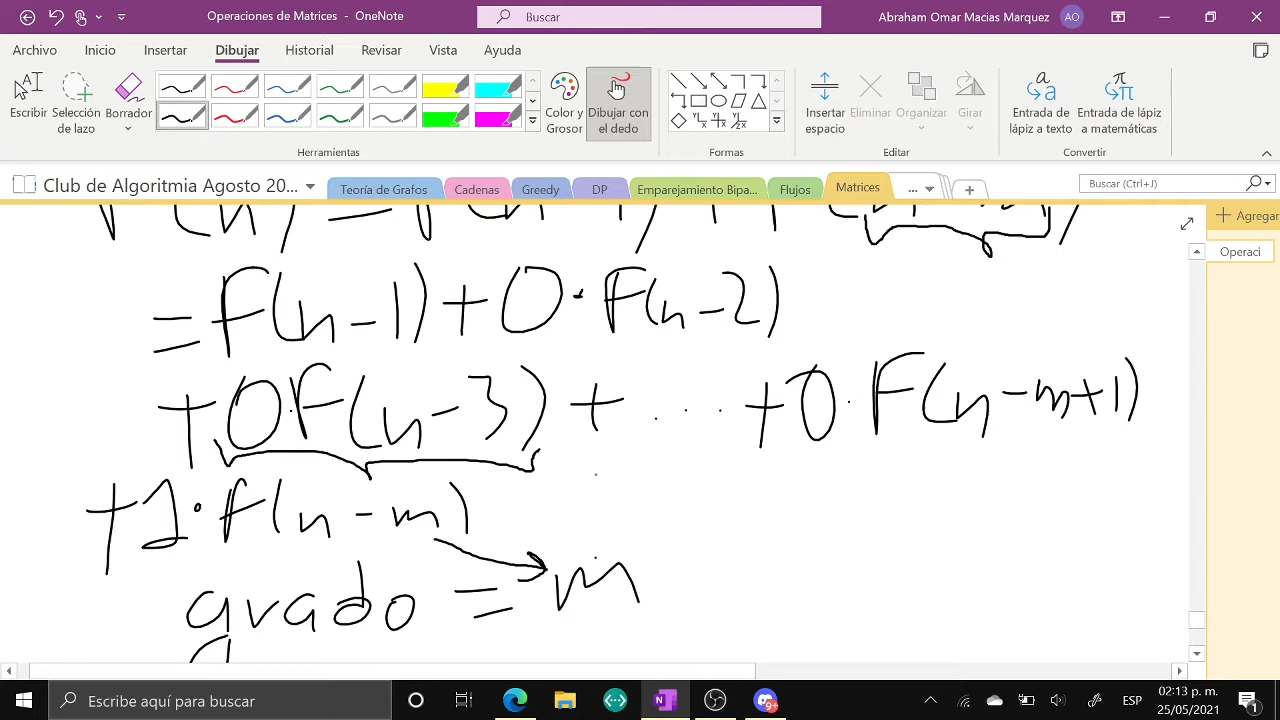 Operaciones de Matrices - OneNote
Buscar
Abraham Omar Macias Marquez AO
Archivo Inicio Insertar Dibujar Historial Revisar Vista Ayuda
Escribir
Selección de lazo
Borrador
Color y Grosor
Dibujar con el dedo
Insertar espacio
Eliminar
Organizar
Girar
Entrada de lápiz a texto
Entrada de lápiz a matemáticas
Herramientas
Formas
Editar
Convertir
Club de Algoritmia Agosto 20...
Teoría de Grafos Cadenas Greedy DP Emparejamiento Bipa... Flujos Matrices ...
Buscar (Ctrl+J)
Agregar
Operaci
= F(n-1) + 0·F(n-2)
+ 0·F(n-3) + ... + 0·F(n-m+1)
+1·F(n-m)
grado = m
Escribe aquí para buscar
9+
ESP
02:13 p. m.
25/05/2021
1